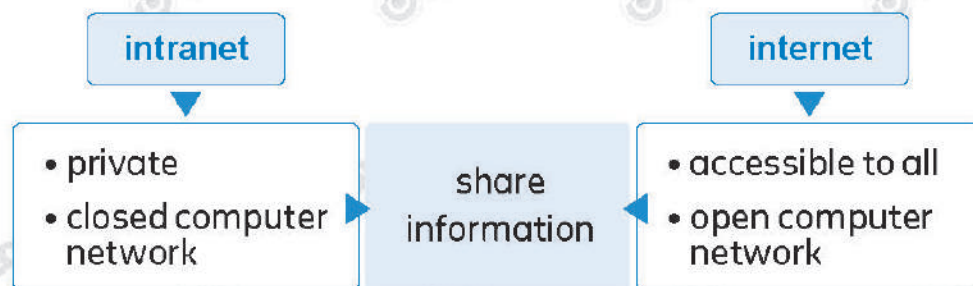 intranet
internet
• private
• closed computer
network
share
information
• accessible to all
• open computer
network